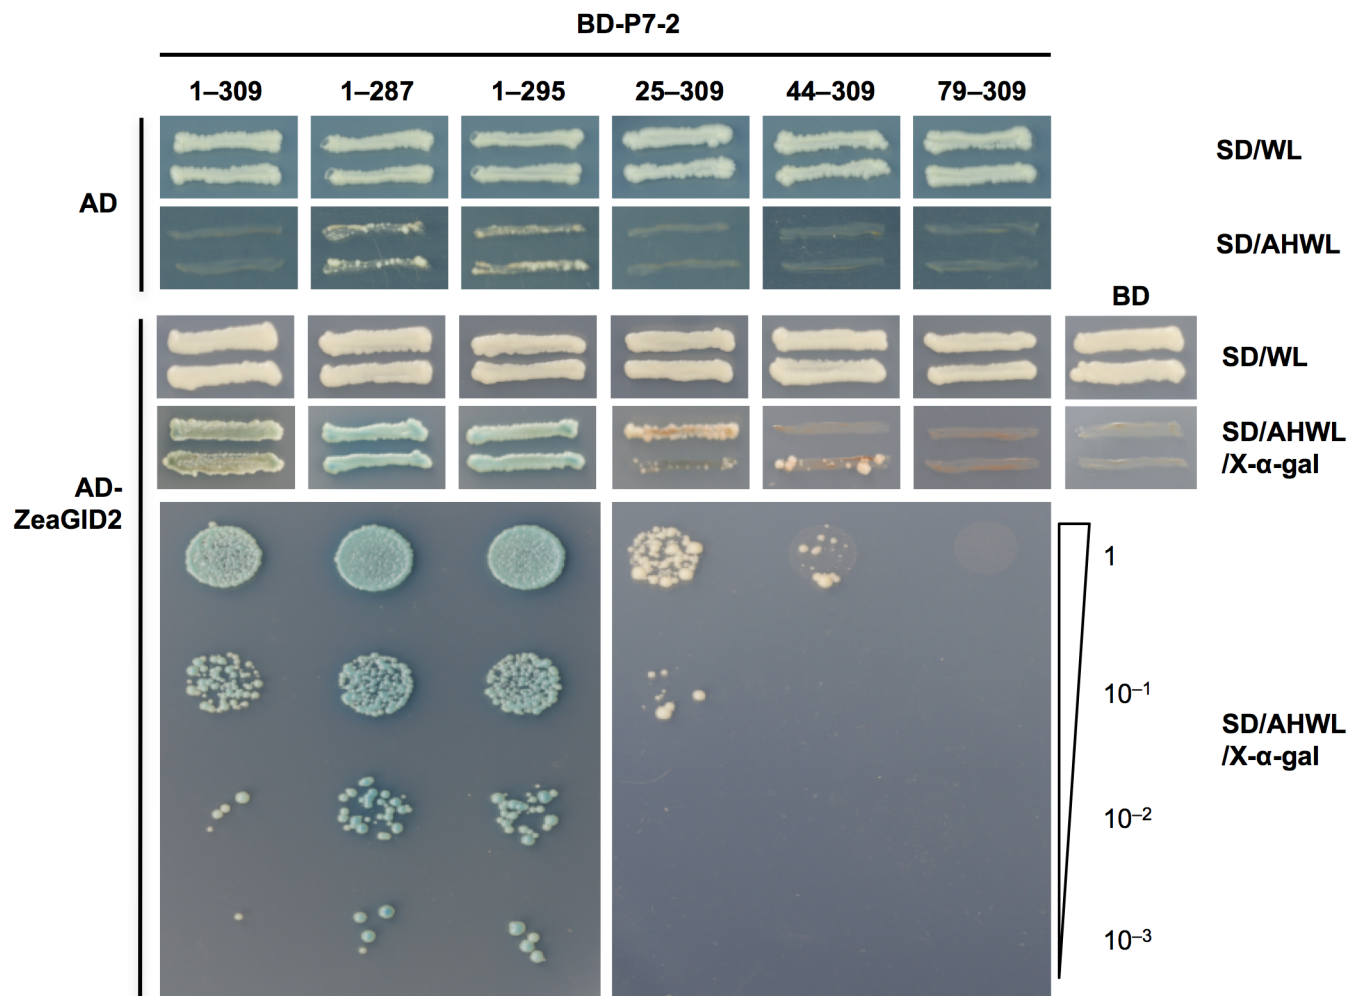 BD-P7-2
1–309 1–287 1–295 25–309 44–309 79–309
SD/WL
AD
SD/AHWL
BD
SD/WL
SD/AHWL
/X-α-gal
AD-
ZeaGID2
1
10⁻¹
SD/AHWL
/X-α-gal
10⁻²
10⁻³